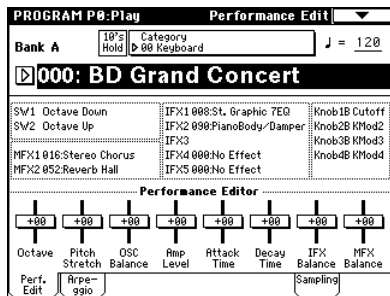 PROGRAM P0:Play Performance Edit
Bank A 10's Hold Category 00 Keyboard ♩ = 120
000: BD Grand Concert
SW1 Octave Down IFX1 008:St. Graphic 7EQ Knob1B Cutoff
SW2 Octave Up IFX2 090:PianoBody/Damper Knob2B KMod2
IFX3 Knob3B KMod3
MFX1 016:Stereo Chorus IFX4 000:No Effect Knob4B KMod4
MFX2 052:Reverb Hall IFX5 000:No Effect
Performance Editor
+00 +00 +00 +00 +00 +00 +00 +00
Octave Pitch Stretch OSC Balance Amp Level Attack Time Decay Time IFX Balance MFX Balance
Perf. Edit Arpe-ggio Sampling